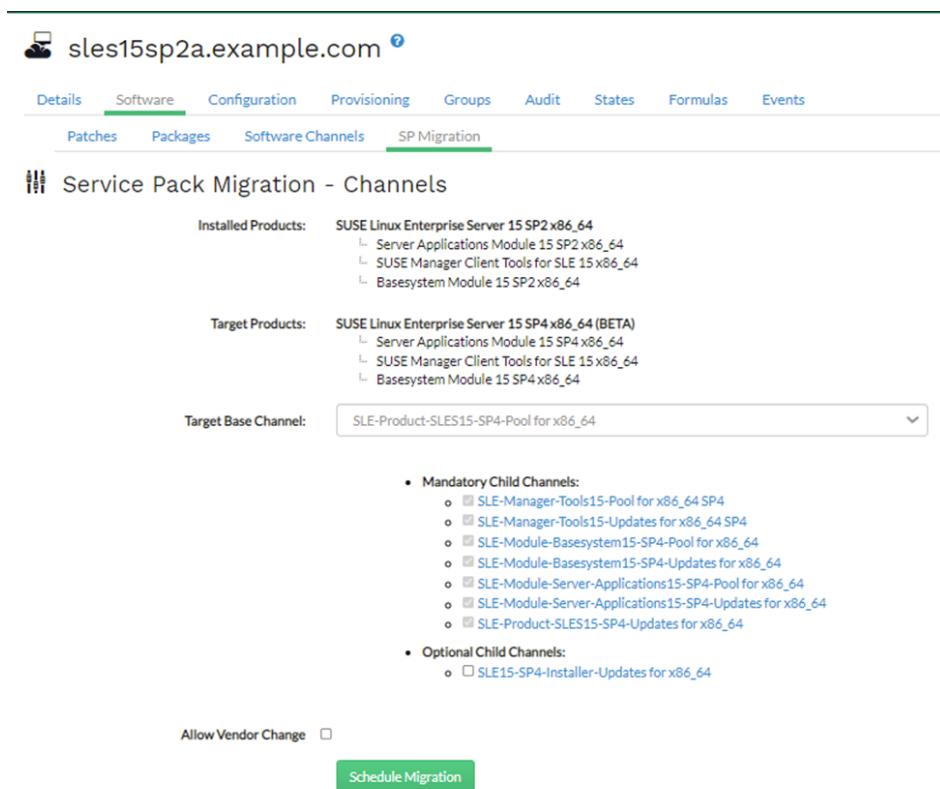 sles15sp2a.example.com ?
Details Software Configuration Provisioning Groups Audit States Formulas Events
Patches Packages Software Channels SP Migration
Service Pack Migration - Channels
Installed Products: SUSE Linux Enterprise Server 15 SP2 x86_64
Server Applications Module 15 SP2 x86_64
SUSE Manager Client Tools for SLE 15 x86_64
Basesystem Module 15 SP2 x86_64
Target Products: SUSE Linux Enterprise Server 15 SP4 x86_64 (BETA)
Server Applications Module 15 SP4 x86_64
SUSE Manager Client Tools for SLE 15 x86_64
Basesystem Module 15 SP4 x86_64
Target Base Channel: SLE-Product-SLES15-SP4-Pool for x86_64
Mandatory Child Channels:
SLE-Manager-Tools15-Pool for x86_64 SP4
SLE-Manager-Tools15-Updates for x86_64 SP4
SLE-Module-Basesystem15-SP4-Pool for x86_64
SLE-Module-Basesystem15-SP4-Updates for x86_64
SLE-Module-Server-Applications15-SP4-Pool for x86_64
SLE-Module-Server-Applications15-SP4-Updates for x86_64
SLE-Product-SLES15-SP4-Updates for x86_64
Optional Child Channels:
SLE15-SP4-Installer-Updates for x86_64
Allow Vendor Change
Schedule Migration